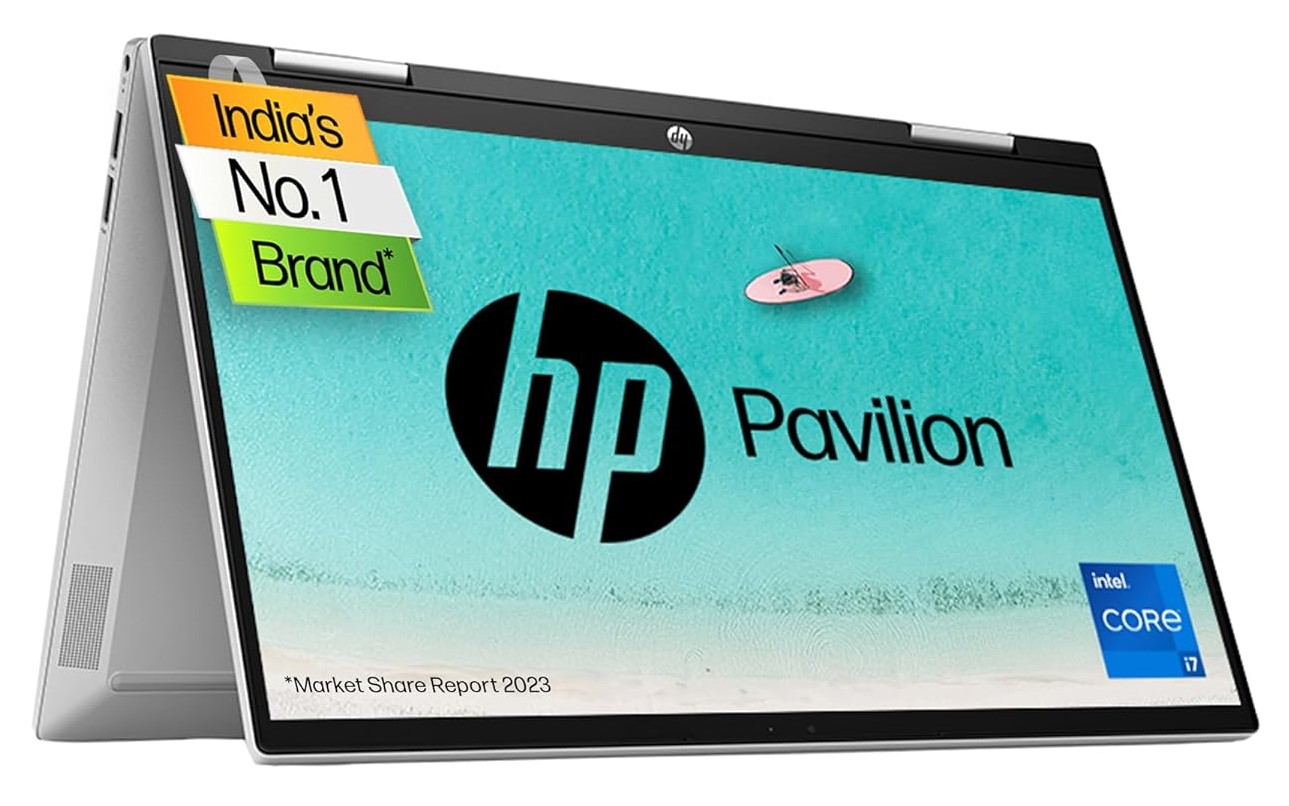 India's
No.1
Brand*
hp
hp Pavilion
intel.
CORE
i7
*Market Share Report 2023